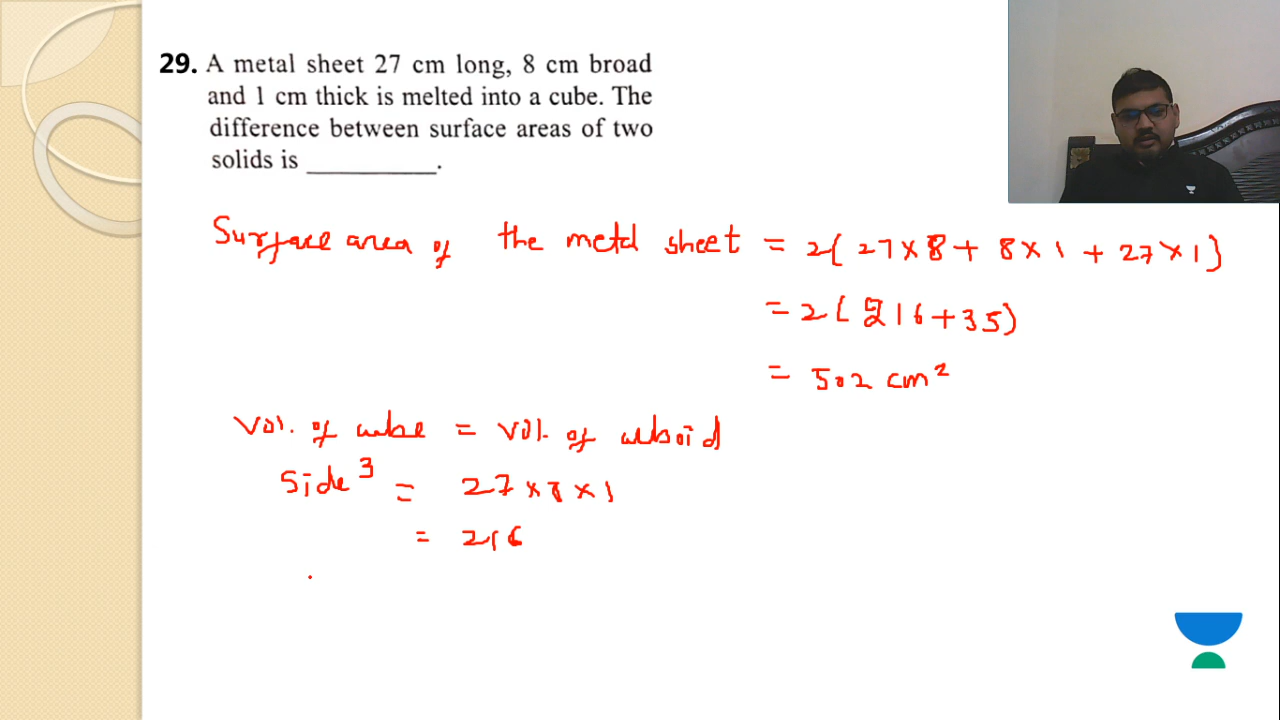 29. A metal sheet 27 cm long, 8 cm broad
and 1 cm thick is melted into a cube. The
difference between surface areas of two
solids is __________.
Surface area of the metal sheet = 2(27×8 + 8×1 + 27×1)
= 2(216+35)
= 502 cm²
Vol. of cube = Vol. of cuboid
Side³ = 27×8×1
= 216